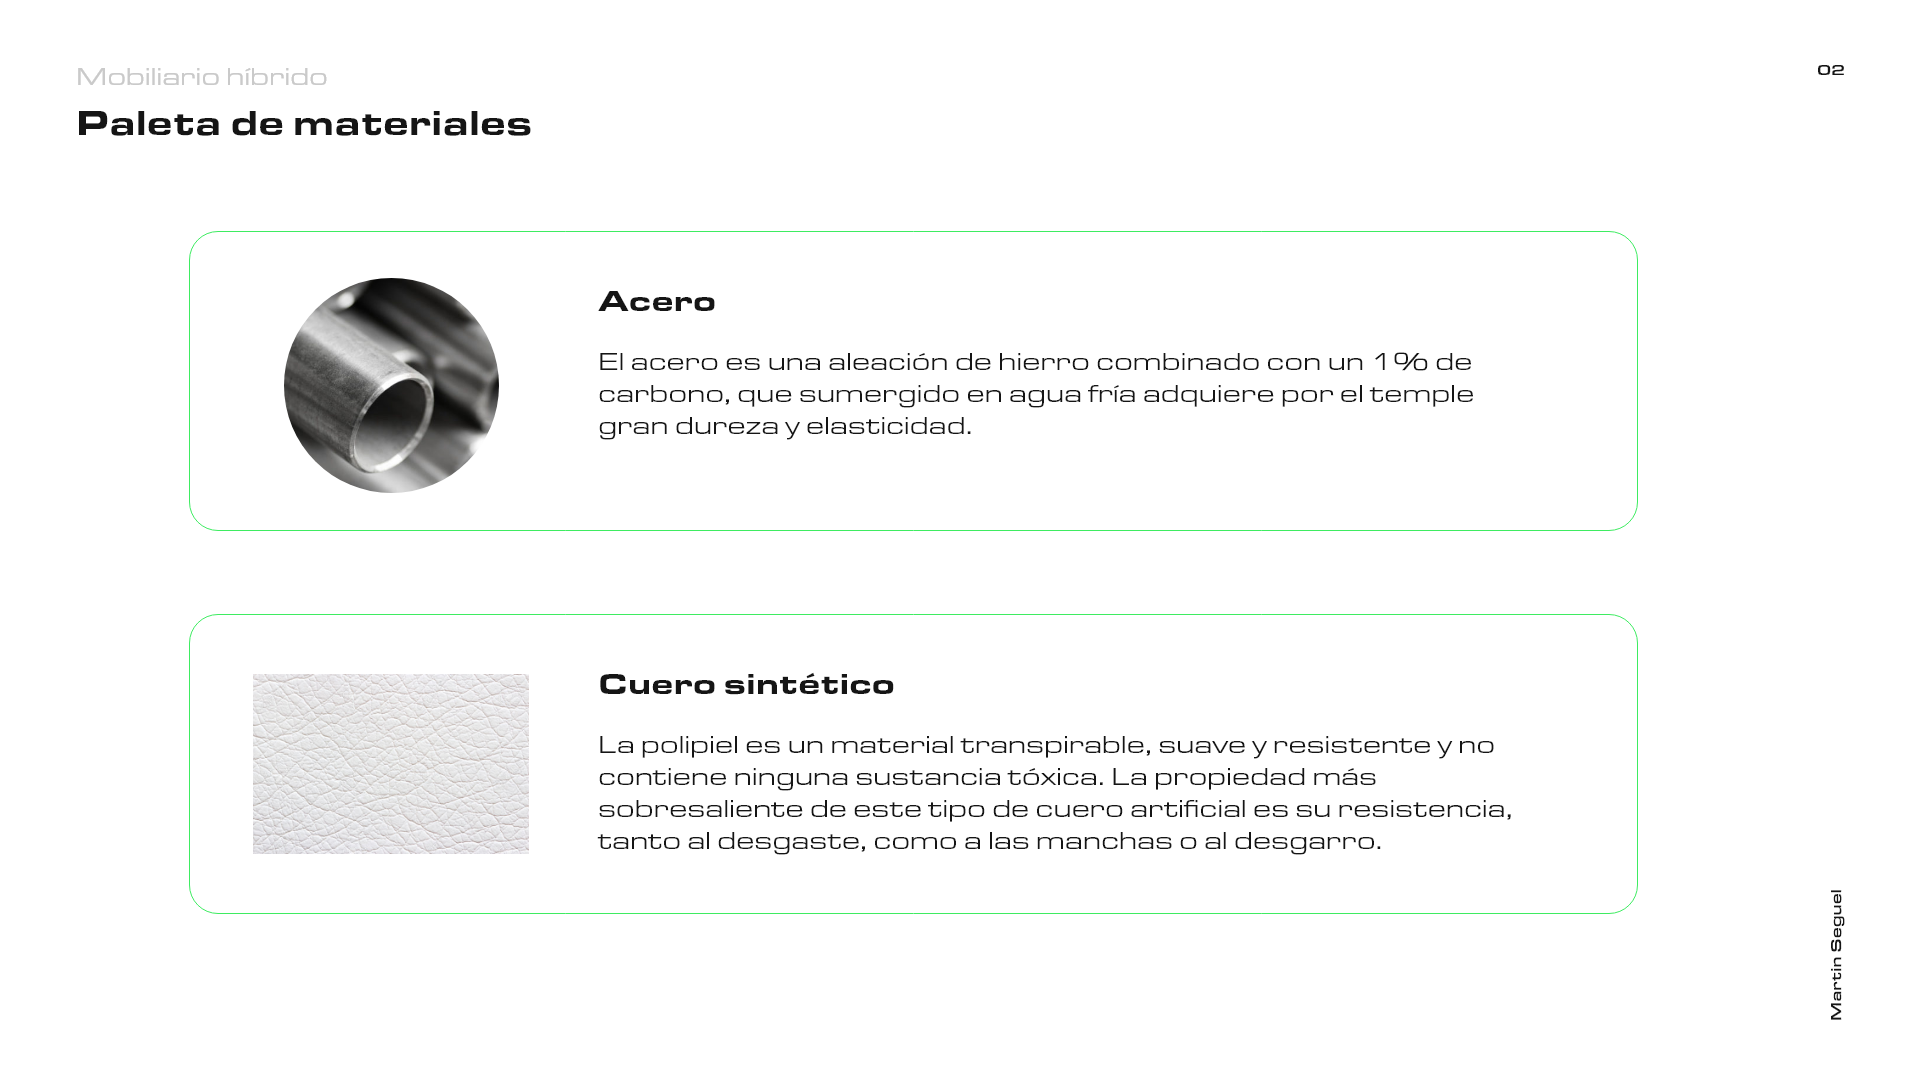 Mobiliario híbrido
02
Paleta de materiales
Acero
El acero es una aleación de hierro combinado con un 1% de
carbono, que sumergido en agua fría adquiere por el temple
gran dureza y elasticidad.
Cuero sintético
La polipiel es un material transpirable, suave y resistente y no
contiene ninguna sustancia tóxica. La propiedad más
sobresaliente de este tipo de cuero artificial es su resistencia,
tanto al desgaste, como a las manchas o al desgarro.
Martin Seguel